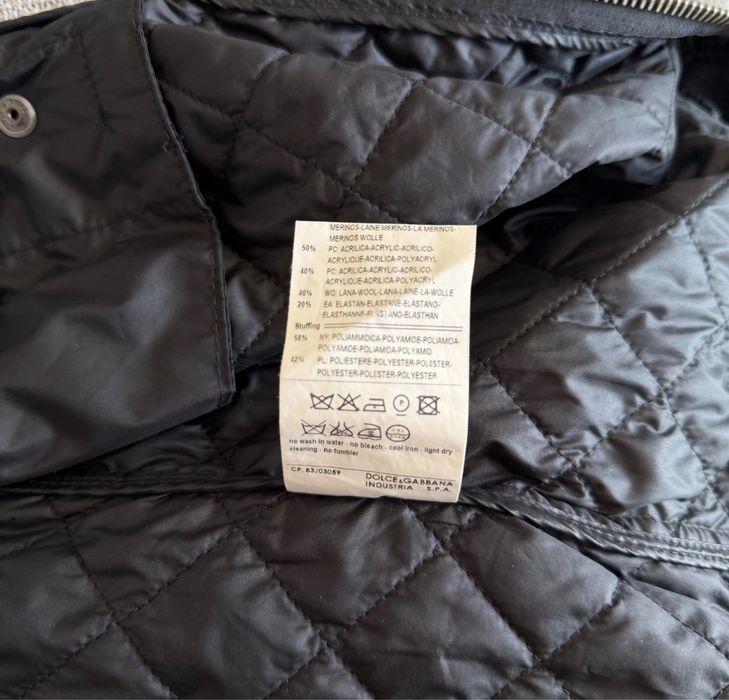 MERINOS-LAINE MERINOS-LA MERINOS-
MERINOS WOLLE
50% PC: ACRILICA-ACRYLIC-ACRILICO-
ACRYLIQUE-ACRILICA-POLYACRYL
40% PC: ACRILICA-ACRYLIC-ACRILICO-
ACRYLIQUE-ACRILICA-POLYACRYL
40% WO: LANA-WOOL-LANA-LAINE-LA-WOLLE
20% EA: ELASTAN-ELASTANE-ELASTANO-
ELASTHANNE-ELASTANO-ELASTHAN
Stuffing
58% NY: POLIAMMIDICA-POLYAMIDE-POLIAMIDA-
POLYAMIDE-POLIAMIDA-POLYAMID
42% PL: POLIESTERE-POLYESTER-POLIESTER-
POLYESTER-POLIESTER-POLYESTER
P
no wash in water - no bleach - cool iron - light dry
cleaning - no tumbler
CP: 83/03059
DOLCE&GABBANA
INDUSTRIA S.P.A.